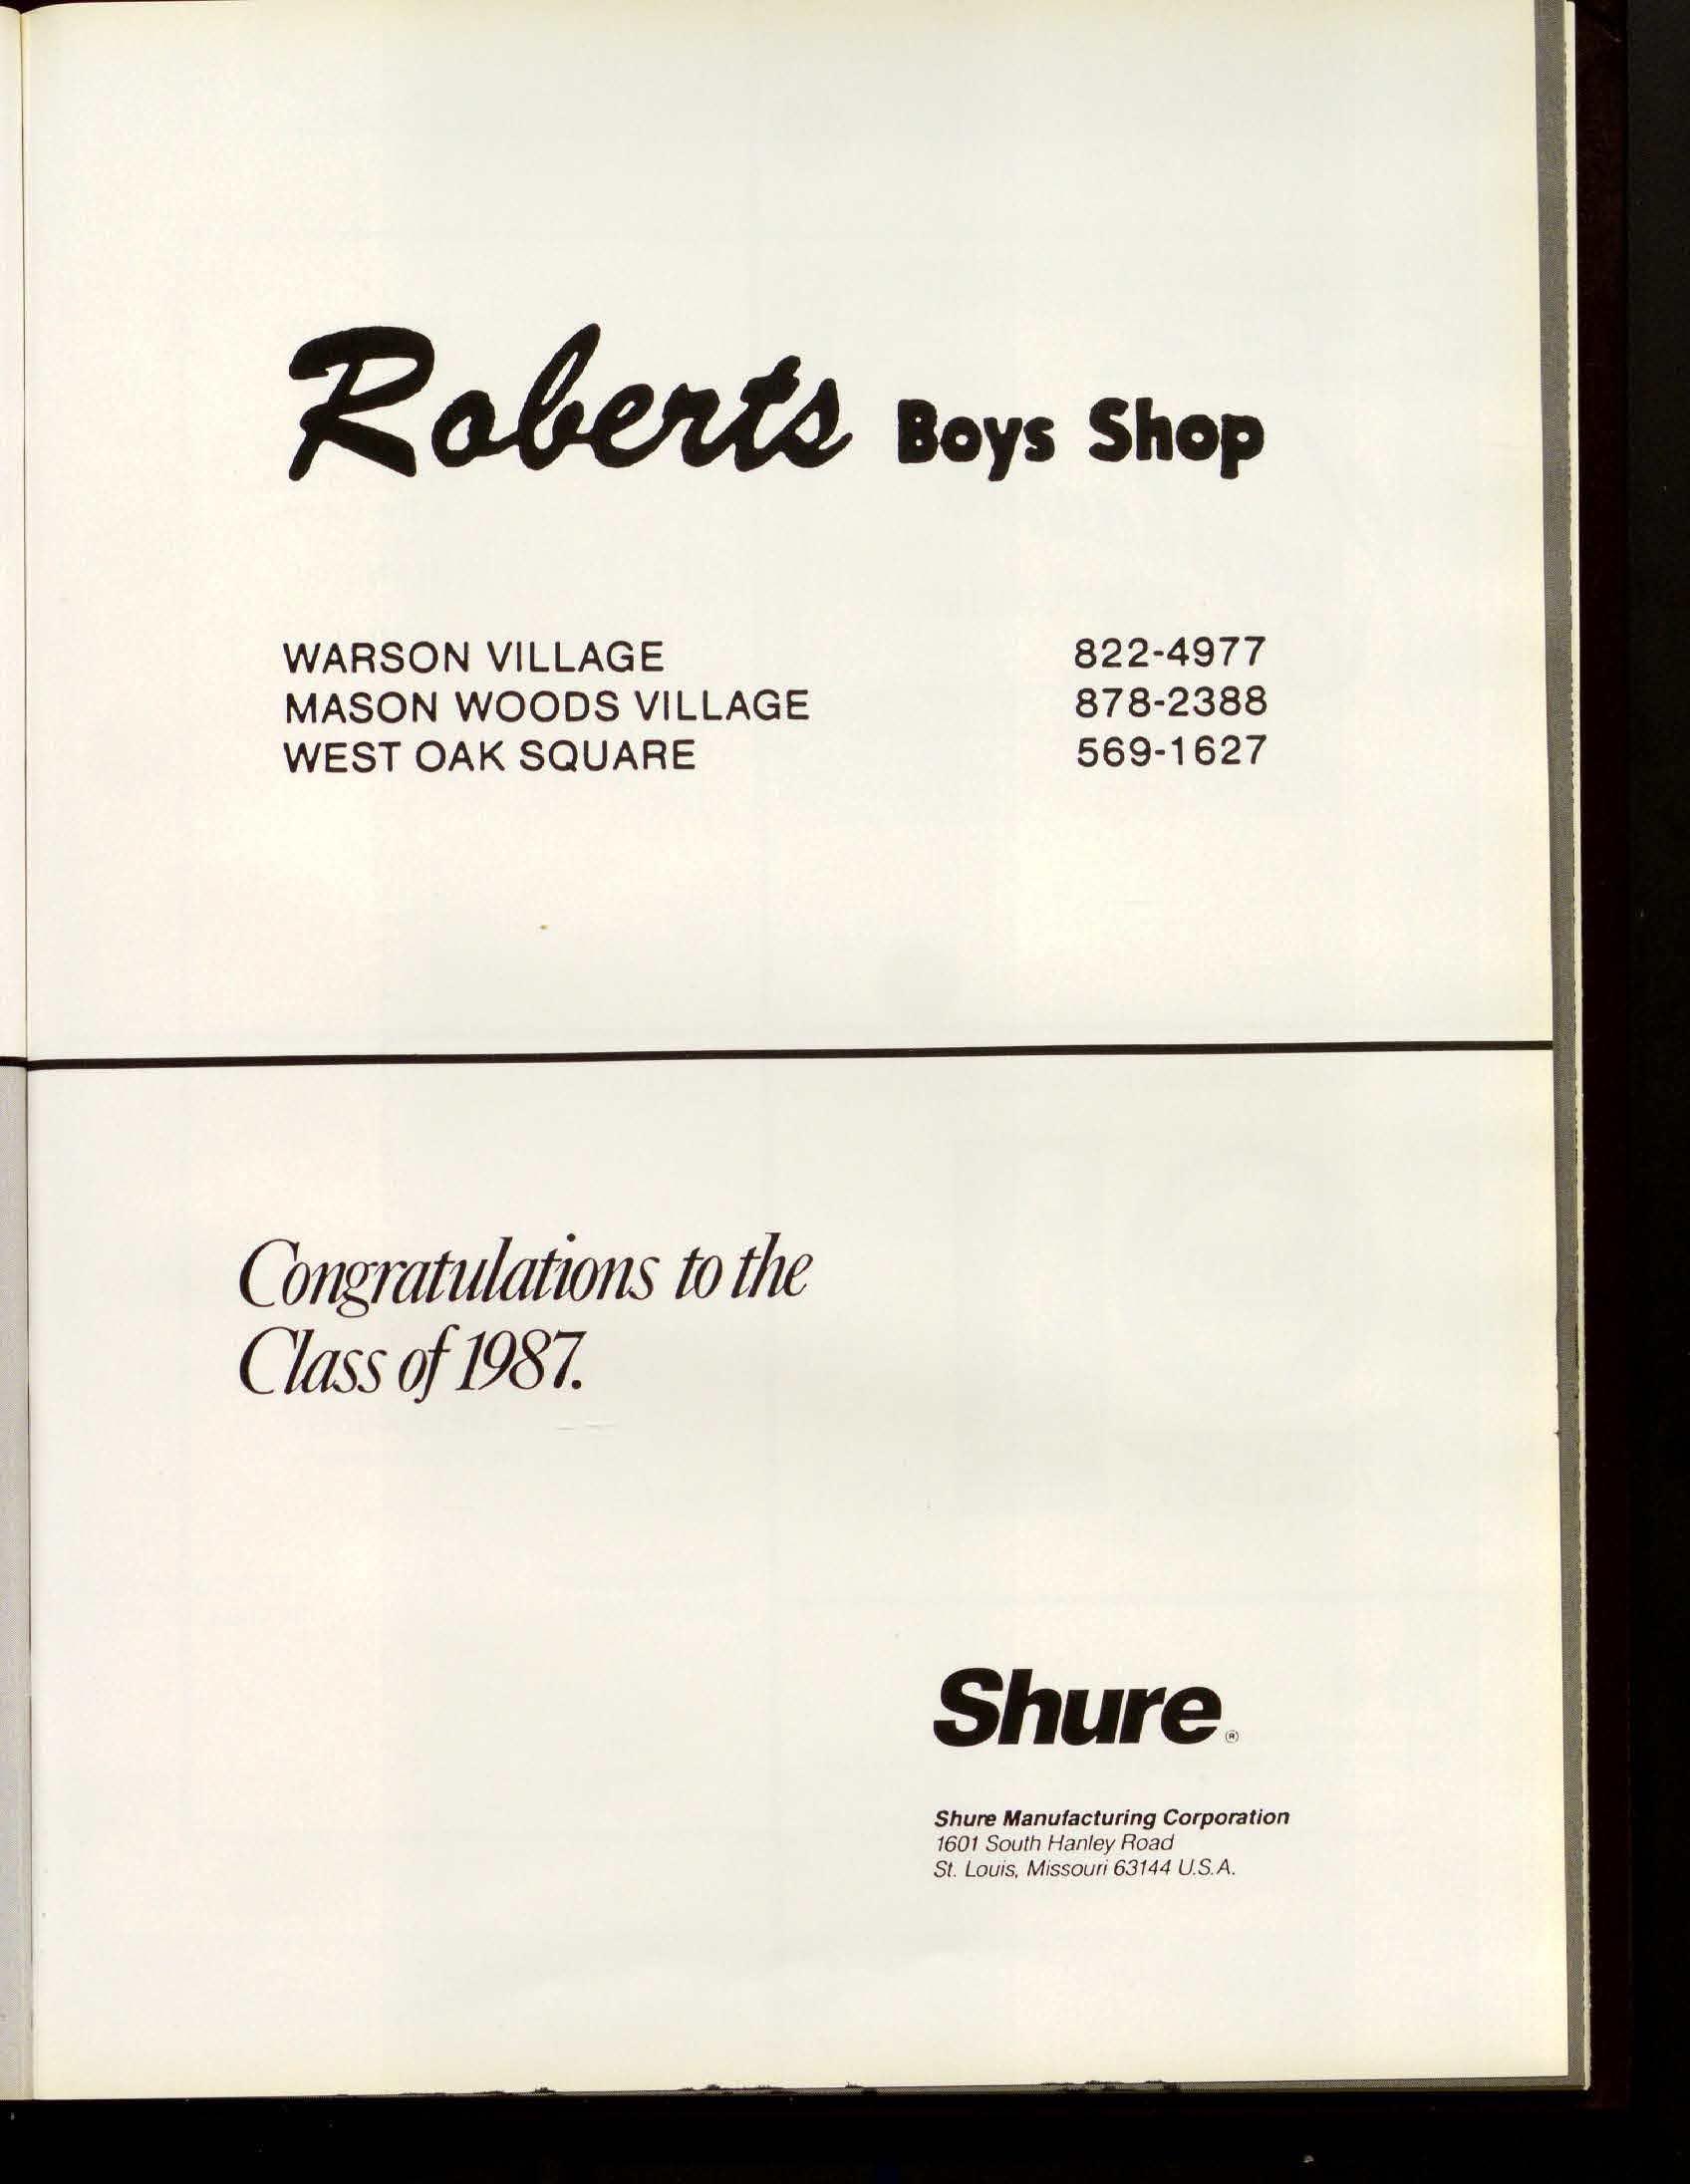 Roberts Boys Shop
WARSON VILLAGE 822-4977
MASON WOODS VILLAGE 878-2388
WEST OAK SQUARE 569-1627
Congratulations to the
Class of 1987.
Shure®
Shure Manufacturing Corporation
1601 South Hanley Road
St. Louis, Missouri 63144 U.S.A.